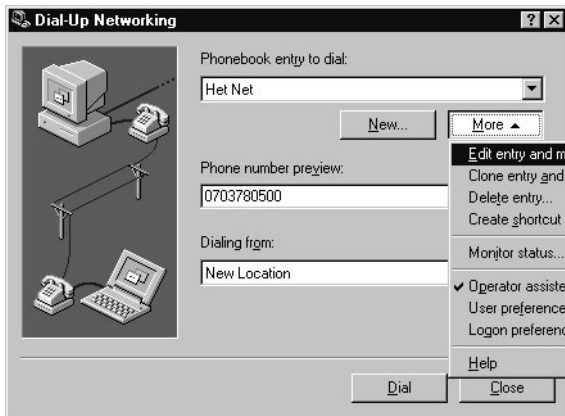 Dial-Up Networking
Phonebook entry to dial:
Het Net
New...
More
Edit entry and m
Clone entry and
Delete entry...
Create shortcut
Phone number preview:
0703780500
Monitor status...
Dialing from:
New Location
Operator assiste
User preference
Logon preferenc
Help
Dial
Close